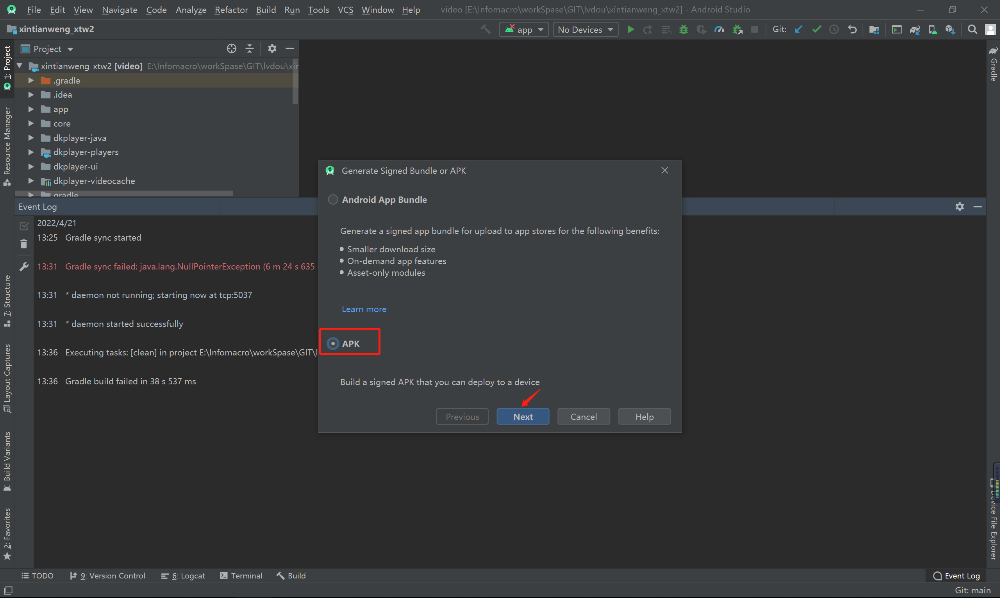 File Edit View Navigate Code Analyze Refactor Build Run Tools VCS Window Help video [E:\Infomacro\workSpase\GIT\lvdou\xintianweng_xtw2] - Android Studio
xintianweng_xtw2 app No Devices Git:
Project
xintianweng_xtw2 [video] E:\Infomacro\workSpase\GIT\lvdou\xin
.gradle
.idea
app
core
dkplayer-java
dkplayer-players
dkplayer-ui
dkplayer-videocache
gradle
1: Project
Resource Manager
7: Structure
Layout Captures
Build Variants
2: Favorites
Event Log
2022/4/21
13:25 Gradle sync started
13:31 Gradle sync failed: java.lang.NullPointerException (6 m 24 s 635
13:31 * daemon not running; starting now at tcp:5037
13:31 * daemon started successfully
13:36 Executing tasks: [clean] in project E:\Infomacro\workSpase\GIT\l
13:36 Gradle build failed in 38 s 537 ms
Generate Signed Bundle or APK
Android App Bundle
Generate a signed app bundle for upload to app stores for the following benefits:
Smaller download size
On-demand app features
Asset-only modules
Learn more
APK
Build a signed APK that you can deploy to a device
Previous Next Cancel Help
Gradle
Device File Explorer
TODO 9: Version Control 6: Logcat Terminal Build Event Log
Git: main